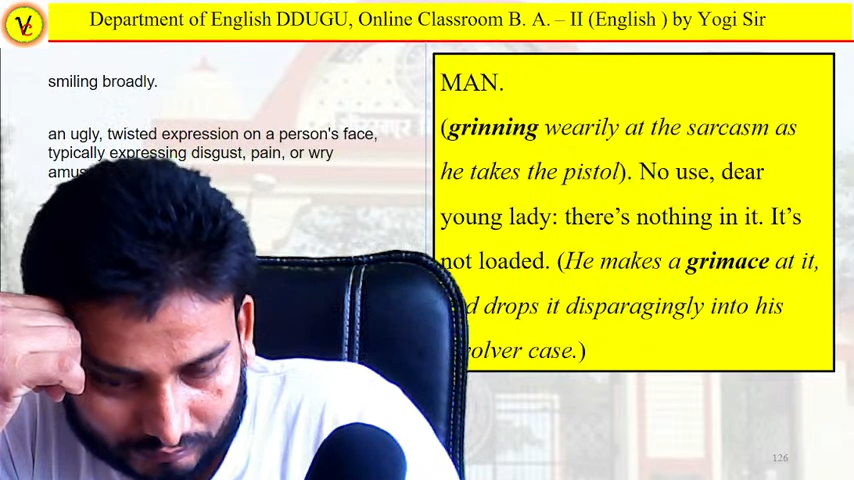 Department of English DDUGU, Online Classroom B. A. – II (English ) by Yogi Sir
smiling broadly.
an ugly, twisted expression on a person's face,
typically expressing disgust, pain, or wry
MAN.
(grinning wearily at the sarcasm as
he takes the pistol). No use, dear
young lady: there’s nothing in it. It’s
not loaded. (He makes a grimace at it,
drops it disparagingly into his
case.)
126